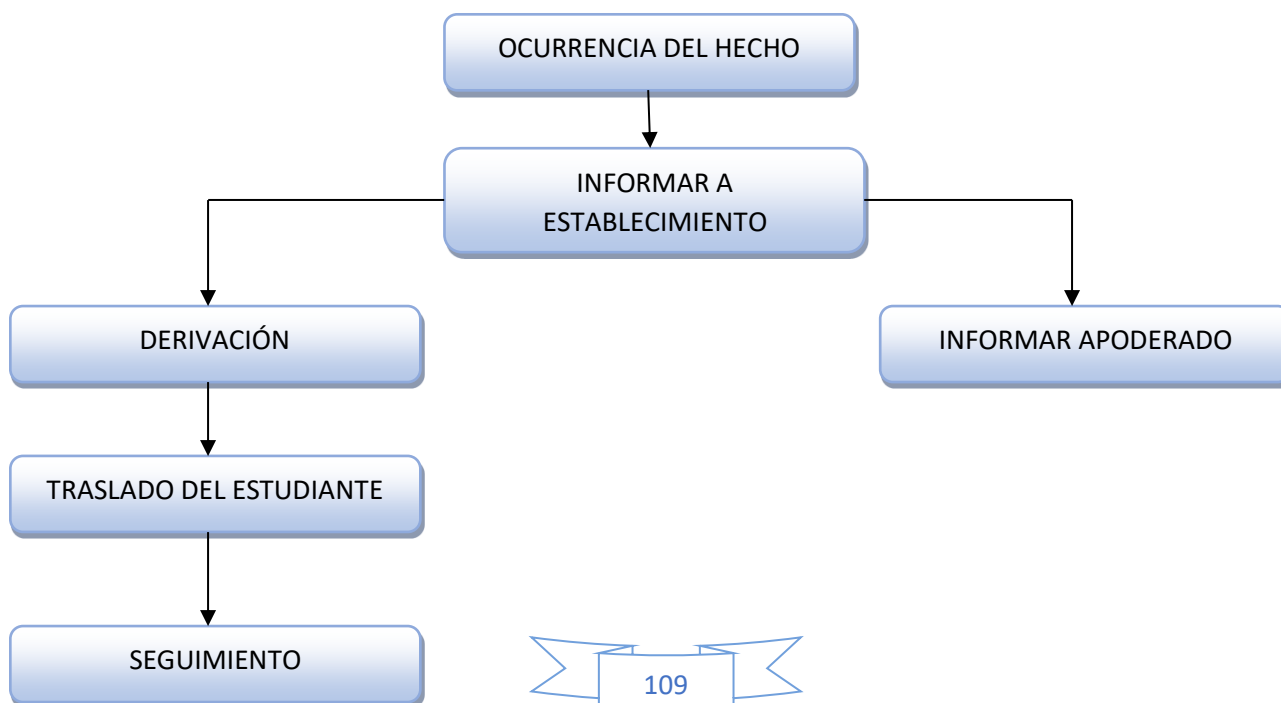 OCURRENCIA DEL HECHO
INFORMAR A
ESTABLECIMIENTO
DERIVACIÓN
INFORMAR APODERADO
TRASLADO DEL ESTUDIANTE
SEGUIMIENTO
109